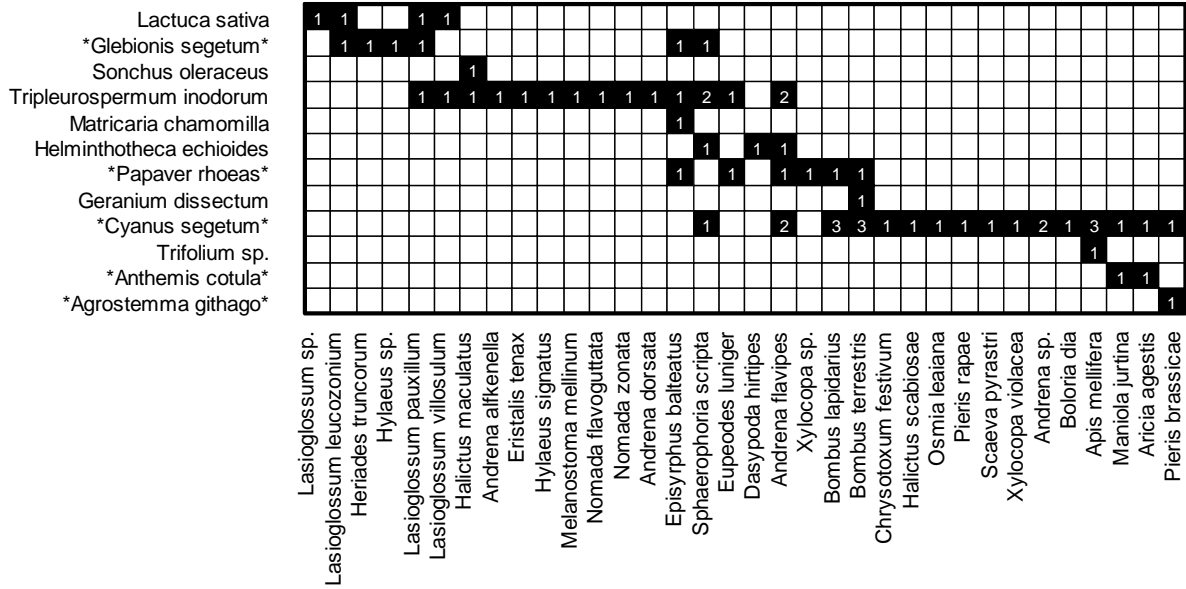 Lactuca sativa 1 1 1 1
*Glebionis segetum* 1 1 1 1 1 1
Sonchus oleraceus 1
Tripleurospermum inodorum 1 1 1 1 1 1 1 1 1 1 1 2 1 2
Matricaria chamomilla 1
Helminthotheca echioides 1 1 1
*Papaver rhoeas* 1 1 1 1 1 1
Geranium dissectum 1
*Cyanus segetum* 1 2 3 3 1 1 1 1 1 1 2 1 3 1 1 1
Trifolium sp. 1
*Anthemis cotula* 1 1
*Agrostemma githago* 1
Lasioglossum sp.
Lasioglossum leucozonium
Heriades truncorum
Hylaeus sp.
Lasioglossum pauxillum
Lasioglossum villosulum
Halictus maculatus
Andrena alfkenella
Eristalis tenax
Hylaeus signatus
Melanostoma mellinum
Nomada flavoguttata
Nomada zonata
Andrena dorsata
Episyrphus balteatus
Sphaerophoria scripta
Eupeodes luniger
Dasypoda hirtipes
Andrena flavipes
Xylocopa sp.
Bombus lapidarius
Bombus terrestris
Chrysotoxum festivum
Halictus scabiosae
Osmia leaiana
Pieris rapae
Scaeva pyrastri
Xylocopa violacea
Andrena sp.
Boloria dia
Apis mellifera
Maniola jurtina
Aricia agestis
Pieris brassicae